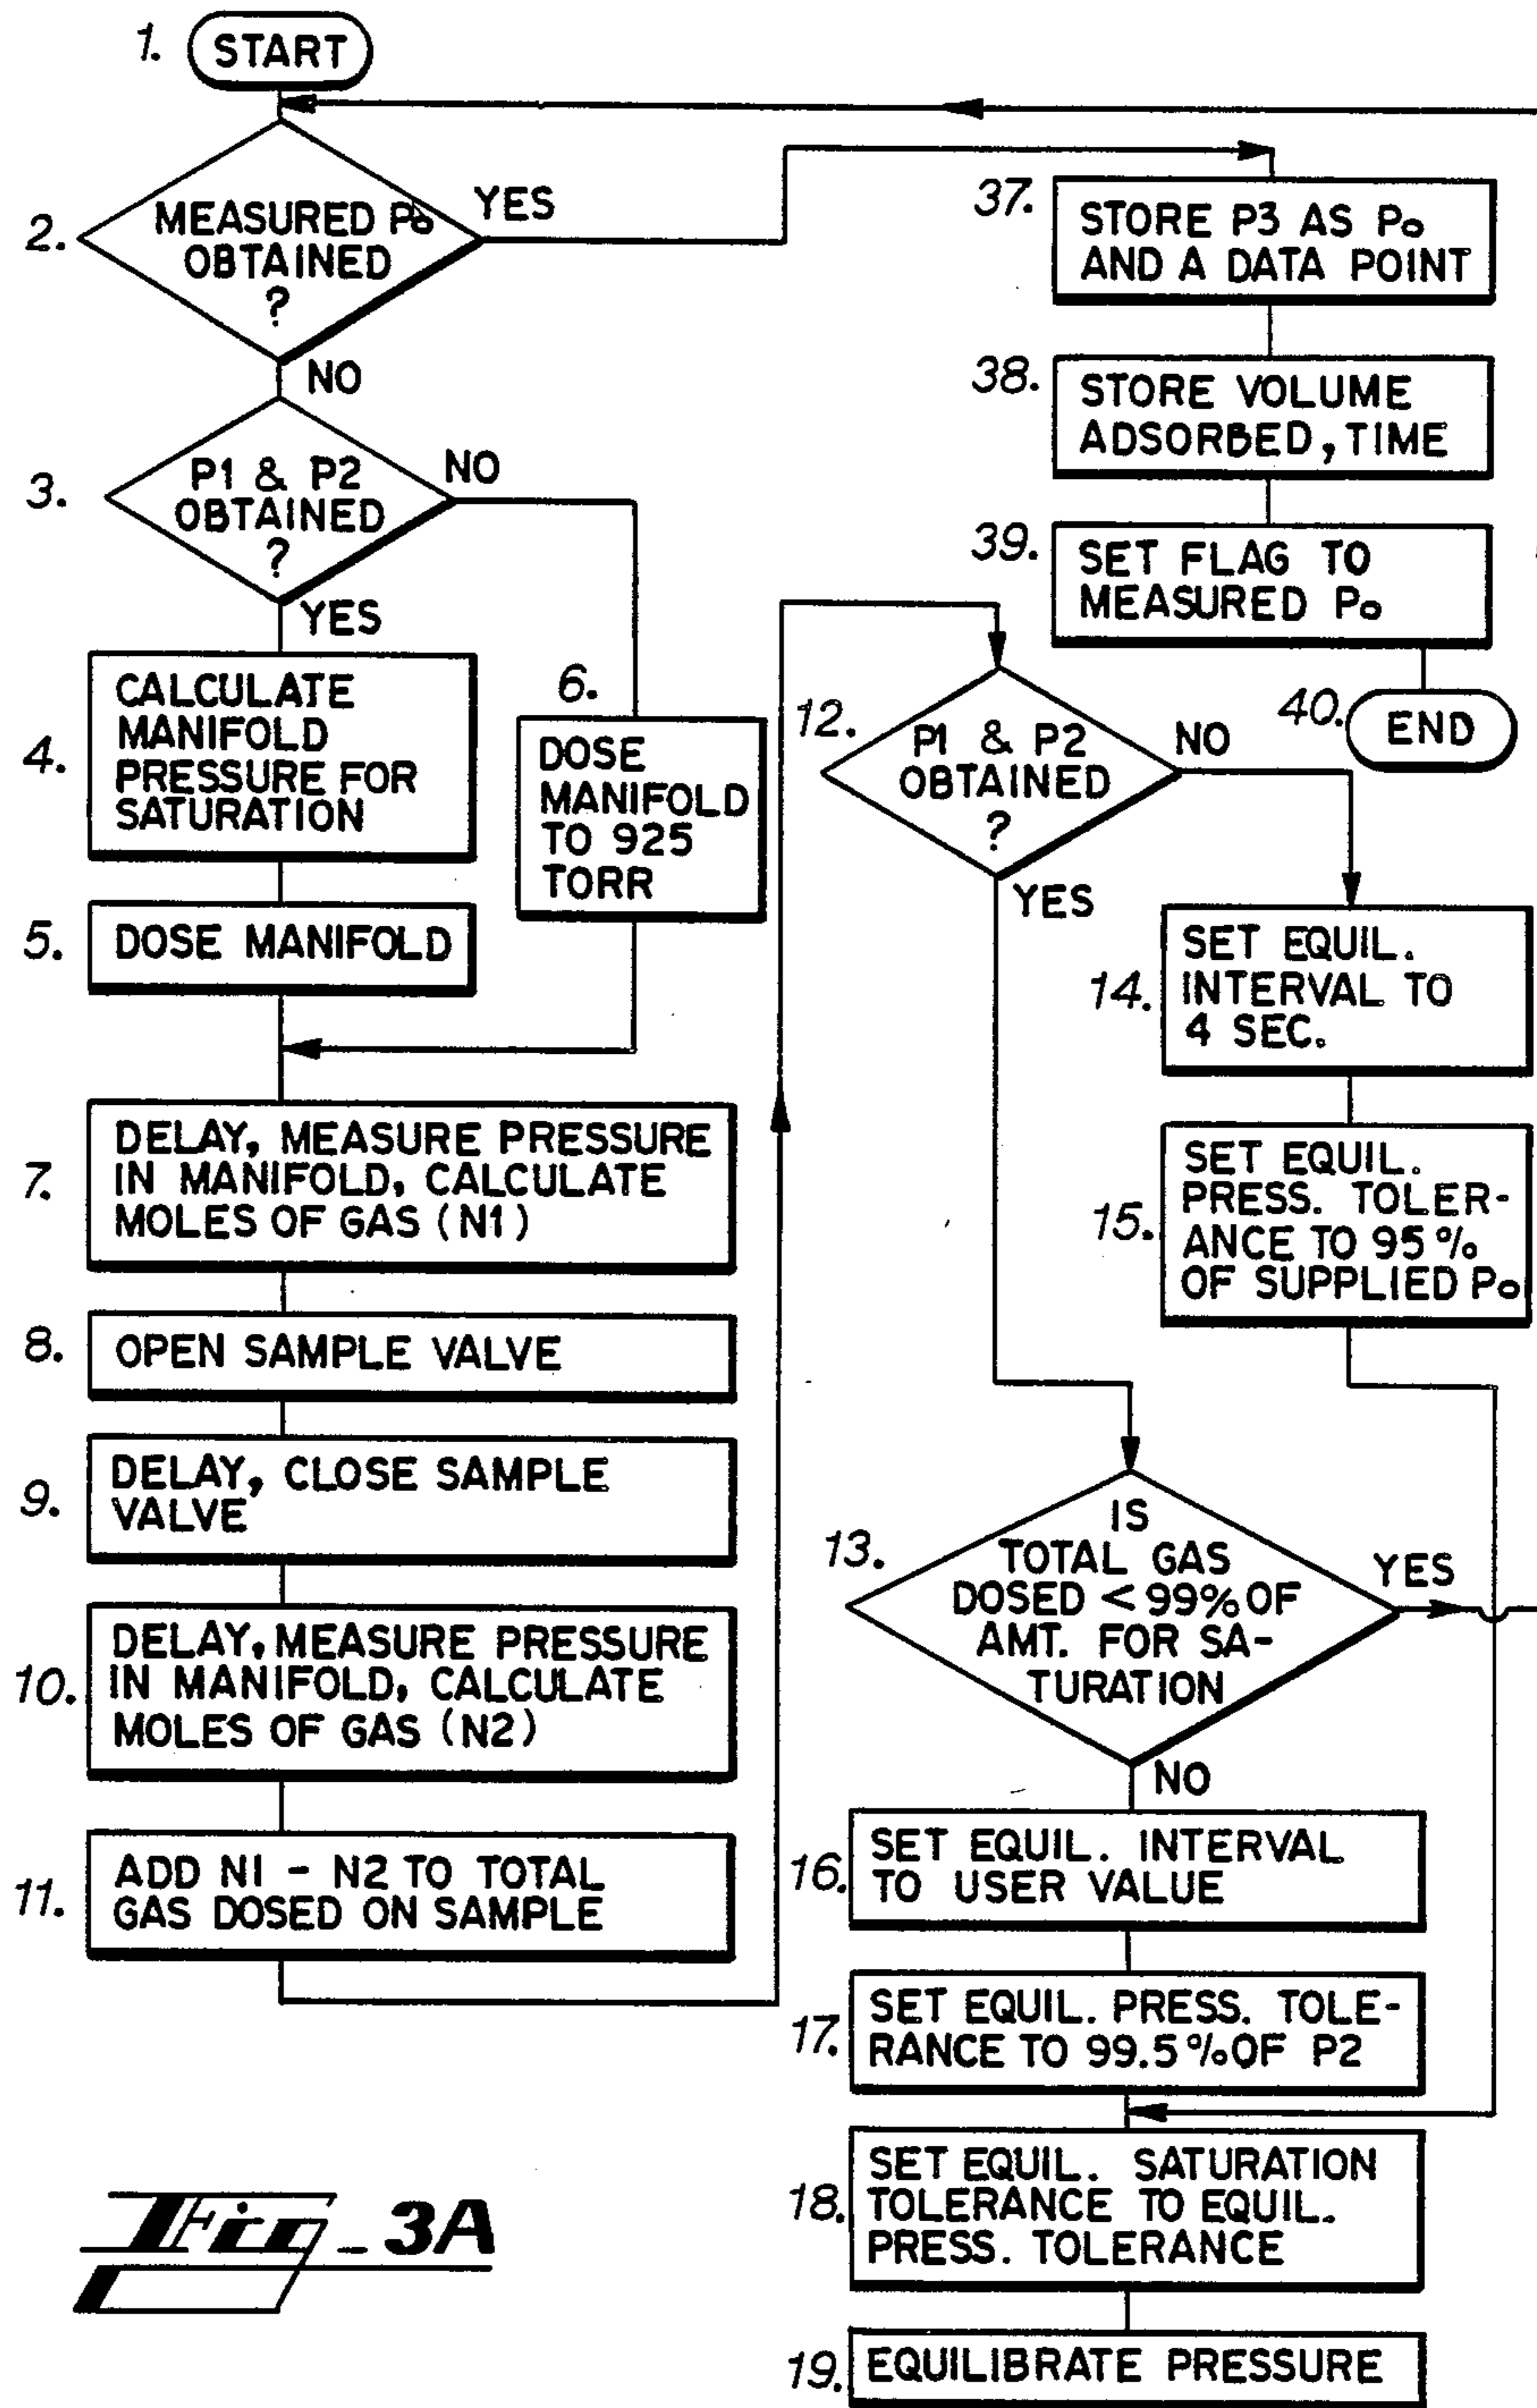 1. START
2. MEASURED Po
OBTAINED
?
YES
NO
3. P1 & P2
OBTAINED
?
NO
YES
4. CALCULATE
MANIFOLD
PRESSURE FOR
SATURATION
5. DOSE MANIFOLD
6.
DOSE
MANIFOLD
TO 925
TORR
7. DELAY, MEASURE PRESSURE
IN MANIFOLD, CALCULATE
MOLES OF GAS (N1)
8. OPEN SAMPLE VALVE
9. DELAY, CLOSE SAMPLE
VALVE
10. DELAY, MEASURE PRESSURE
IN MANIFOLD, CALCULATE
MOLES OF GAS (N2)
11. ADD N1 - N2 TO TOTAL
GAS DOSED ON SAMPLE
12. P1 & P2
OBTAINED
?
NO
YES
13. IS
TOTAL GAS
DOSED < 99% OF
AMT. FOR SA-
TURATION
YES
NO
14. SET EQUIL.
INTERVAL TO
4 SEC.
15. SET EQUIL.
PRESS. TOLER-
ANCE TO 95%
OF SUPPLIED Po
16. SET EQUIL. INTERVAL
TO USER VALUE
17. SET EQUIL. PRESS. TOLE-
RANCE TO 99.5% OF P2
18. SET EQUIL. SATURATION
TOLERANCE TO EQUIL.
PRESS. TOLERANCE
19. EQUILIBRATE PRESSURE
37. STORE P3 AS Po
AND A DATA POINT
38. STORE VOLUME
ADSORBED, TIME
39. SET FLAG TO
MEASURED Po
40. END
Fig_3A